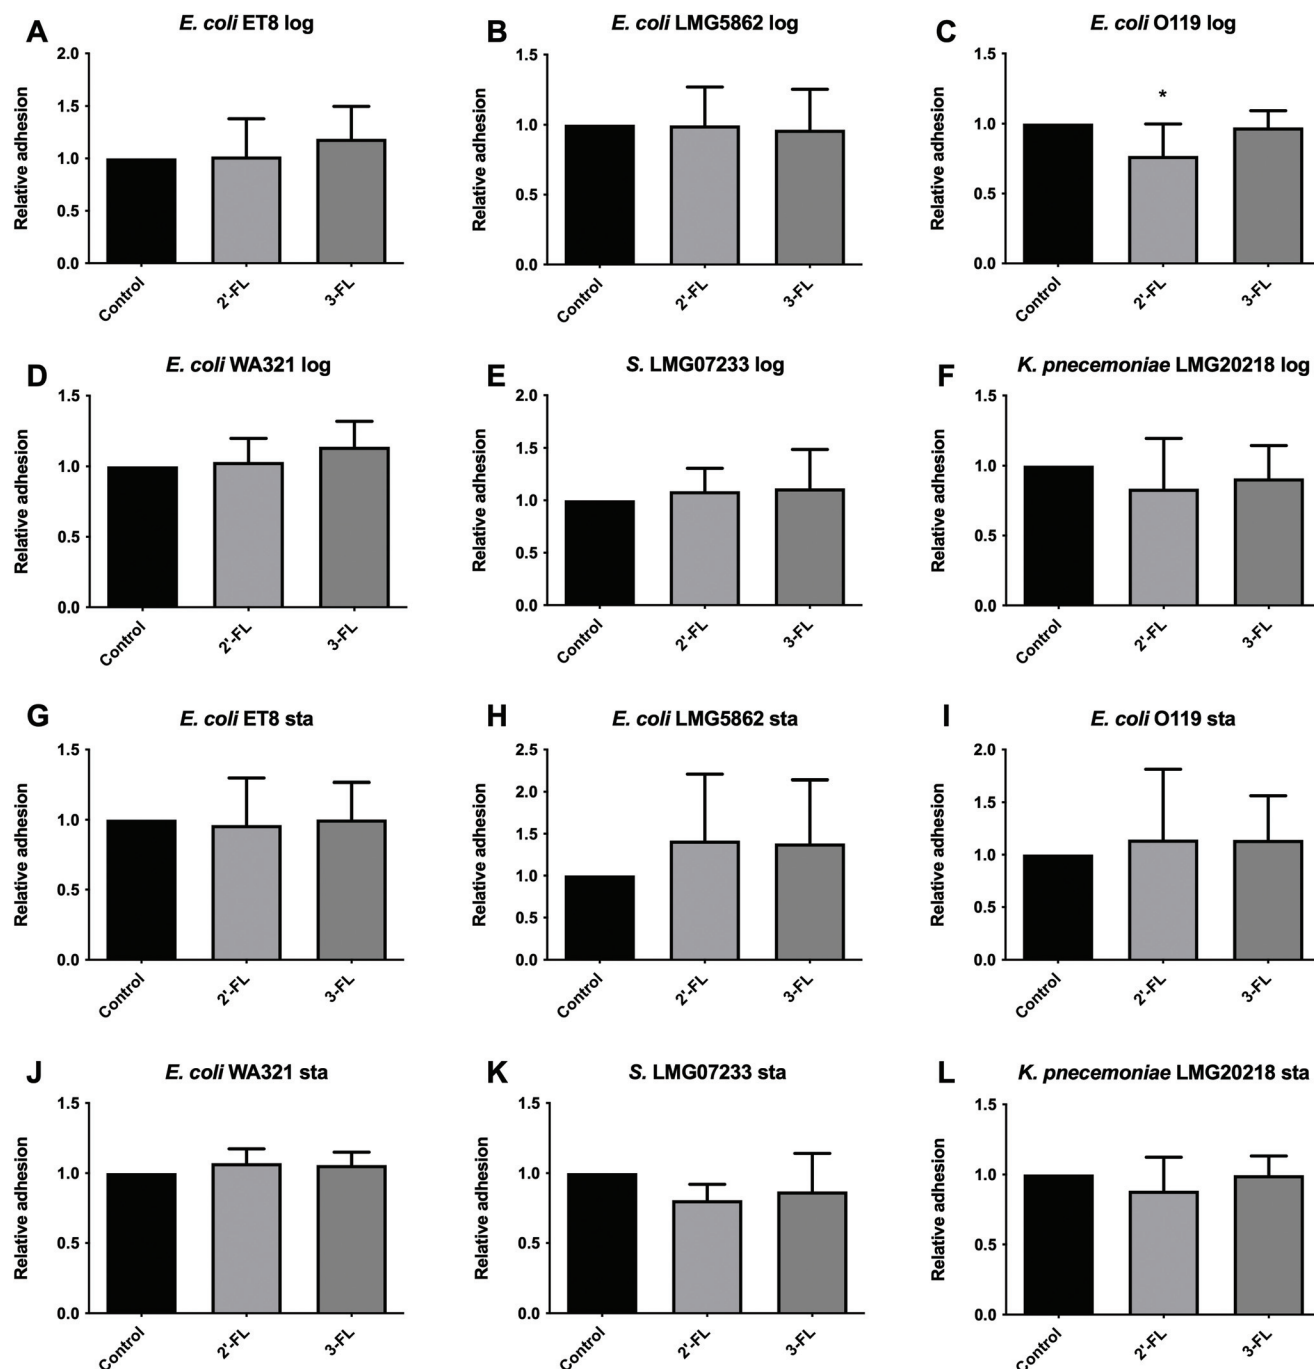 A
E. coli ET8 log
Relative adhesion
2.0
1.5
1.0
0.5
0.0
Control
2'-FL
3-FL
B
E. coli LMG5862 log
Relative adhesion
1.5
1.0
0.5
0.0
Control
2'-FL
3-FL
C
E. coli O119 log
Relative adhesion
1.5
1.0
0.5
0.0
*
Control
2'-FL
3-FL
D
E. coli WA321 log
Relative adhesion
1.5
1.0
0.5
0.0
Control
2'-FL
3-FL
E
S. LMG07233 log
Relative adhesion
2.0
1.5
1.0
0.5
0.0
Control
2'-FL
3-FL
F
K. pnecemoniae LMG20218 log
Relative adhesion
1.5
1.0
0.5
0.0
Control
2'-FL
3-FL
G
E. coli ET8 sta
Relative adhesion
1.5
1.0
0.5
0.0
Control
2'-FL
3-FL
H
E. coli LMG5862 sta
Relative adhesion
2.5
2.0
1.5
1.0
0.5
0.0
Control
2'-FL
3-FL
I
E. coli O119 sta
Relative adhesion
2.0
1.5
1.0
0.5
0.0
Control
2'-FL
3-FL
J
E. coli WA321 sta
Relative adhesion
1.5
1.0
0.5
0.0
Control
2'-FL
3-FL
K
S. LMG07233 sta
Relative adhesion
1.5
1.0
0.5
0.0
Control
2'-FL
3-FL
L
K. pnecemoniae LMG20218 sta
Relative adhesion
1.5
1.0
0.5
0.0
Control
2'-FL
3-FL